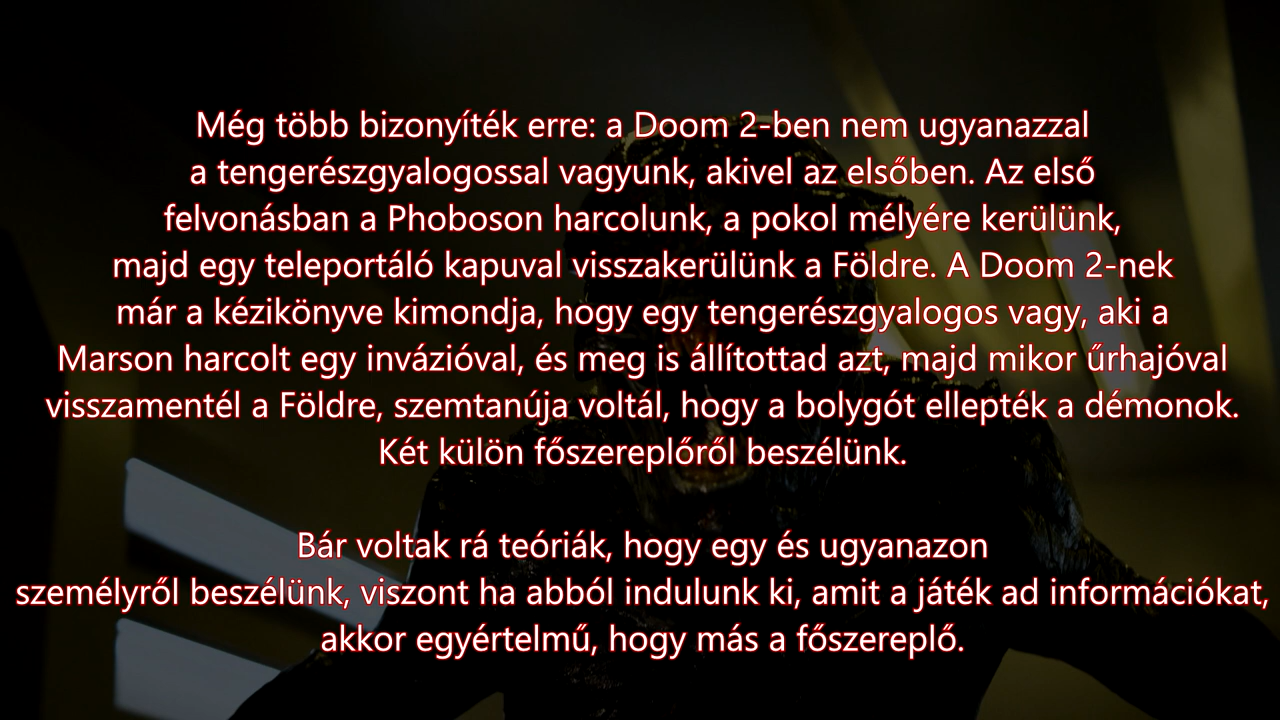 Még több bizonyíték erre: a Doom 2-ben nem ugyanazzal
a tengerészgyalogossal vagyunk, akivel az elsőben. Az első
felvonásban a Phoboson harcolunk, a pokol mélyére kerülünk,
majd egy teleportáló kapuval visszakerülünk a Földre. A Doom 2-nek
már a kézikönyve kimondja, hogy egy tengerészgyalogos vagy, aki a
Marson harcolt egy invázióval, és meg is állítottad azt, majd mikor űrhajóval
visszamentél a Földre, szemtanúja voltál, hogy a bolygót ellepték a démonok.
Két külön főszereplőről beszélünk.
Bár voltak rá teóriák, hogy egy és ugyanazon
személyről beszélünk, viszont ha abból indulunk ki, amit a játék ad információkat,
akkor egyértelmű, hogy más a főszereplő.